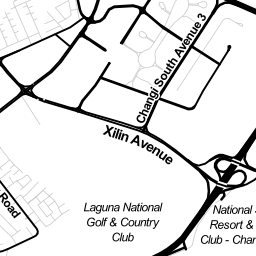 Changi South Avenue 3
Xilin Avenue
Road
Laguna National
Golf & Country
Club
National
Resort &
Club - Chan